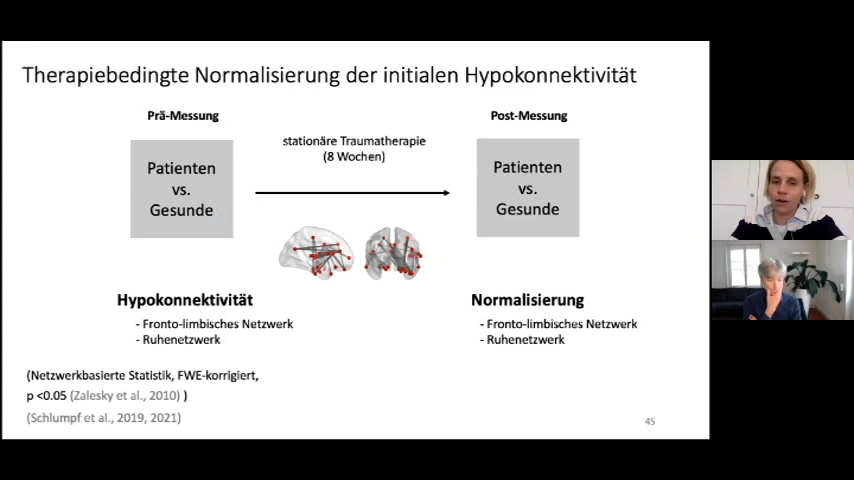 Therapiebedingte Normalisierung der initialen Hypokonnektivität
Prä-Messung
Post-Messung
stationäre Traumatherapie
(8 Wochen)
Patienten
vs.
Gesunde
Patienten
vs.
Gesunde
Hypokonnektivität
- Fronto-limbisches Netzwerk
- Ruhenetzwerk
Normalisierung
- Fronto-limbisches Netzwerk
- Ruhenetzwerk
(Netzwerkbasierte Statistik, FWE-korrigiert,
p <0.05 (Zalesky et al., 2010) )
(Schlumpf et al., 2019, 2021)
45